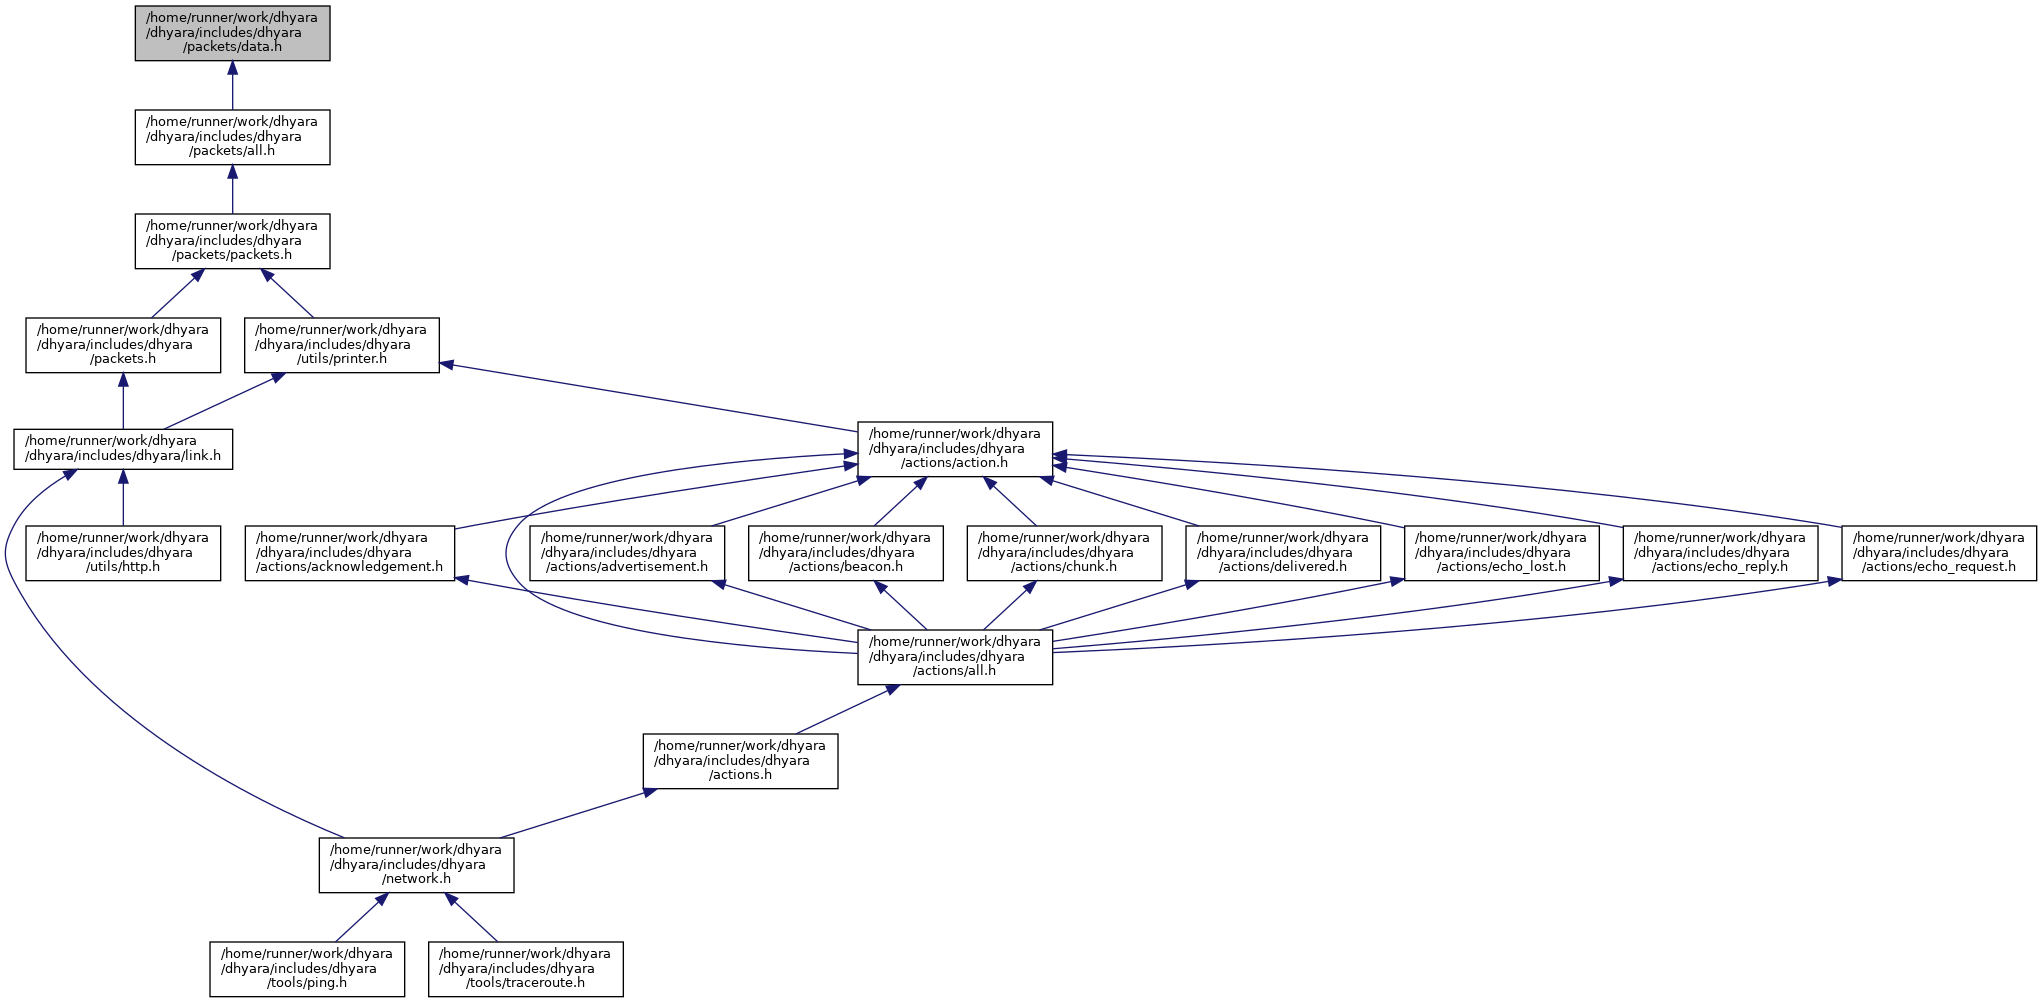 /home/runner/work/dhyara
/dhyara/includes/dhyara
/packets/data.h
/home/runner/work/dhyara
/dhyara/includes/dhyara
/packets/all.h
/home/runner/work/dhyara
/dhyara/includes/dhyara
/packets/packets.h
/home/runner/work/dhyara
/dhyara/includes/dhyara
/packets.h
/home/runner/work/dhyara
/dhyara/includes/dhyara
/utils/printer.h
/home/runner/work/dhyara
/dhyara/includes/dhyara/link.h
/home/runner/work/dhyara
/dhyara/includes/dhyara
/actions/action.h
/home/runner/work/dhyara
/dhyara/includes/dhyara
/utils/http.h
/home/runner/work/dhyara
/dhyara/includes/dhyara
/actions/acknowledgement.h
/home/runner/work/dhyara
/dhyara/includes/dhyara
/actions/advertisement.h
/home/runner/work/dhyara
/dhyara/includes/dhyara
/actions/beacon.h
/home/runner/work/dhyara
/dhyara/includes/dhyara
/actions/chunk.h
/home/runner/work/dhyara
/dhyara/includes/dhyara
/actions/delivered.h
/home/runner/work/dhyara
/dhyara/includes/dhyara
/actions/echo_lost.h
/home/runner/work/dhyara
/dhyara/includes/dhyara
/actions/echo_reply.h
/home/runner/work/dhyara
/dhyara/includes/dhyara
/actions/echo_request.h
/home/runner/work/dhyara
/dhyara/includes/dhyara
/actions/all.h
/home/runner/work/dhyara
/dhyara/includes/dhyara
/actions.h
/home/runner/work/dhyara
/dhyara/includes/dhyara
/network.h
/home/runner/work/dhyara
/dhyara/includes/dhyara
/tools/ping.h
/home/runner/work/dhyara
/dhyara/includes/dhyara
/tools/traceroute.h